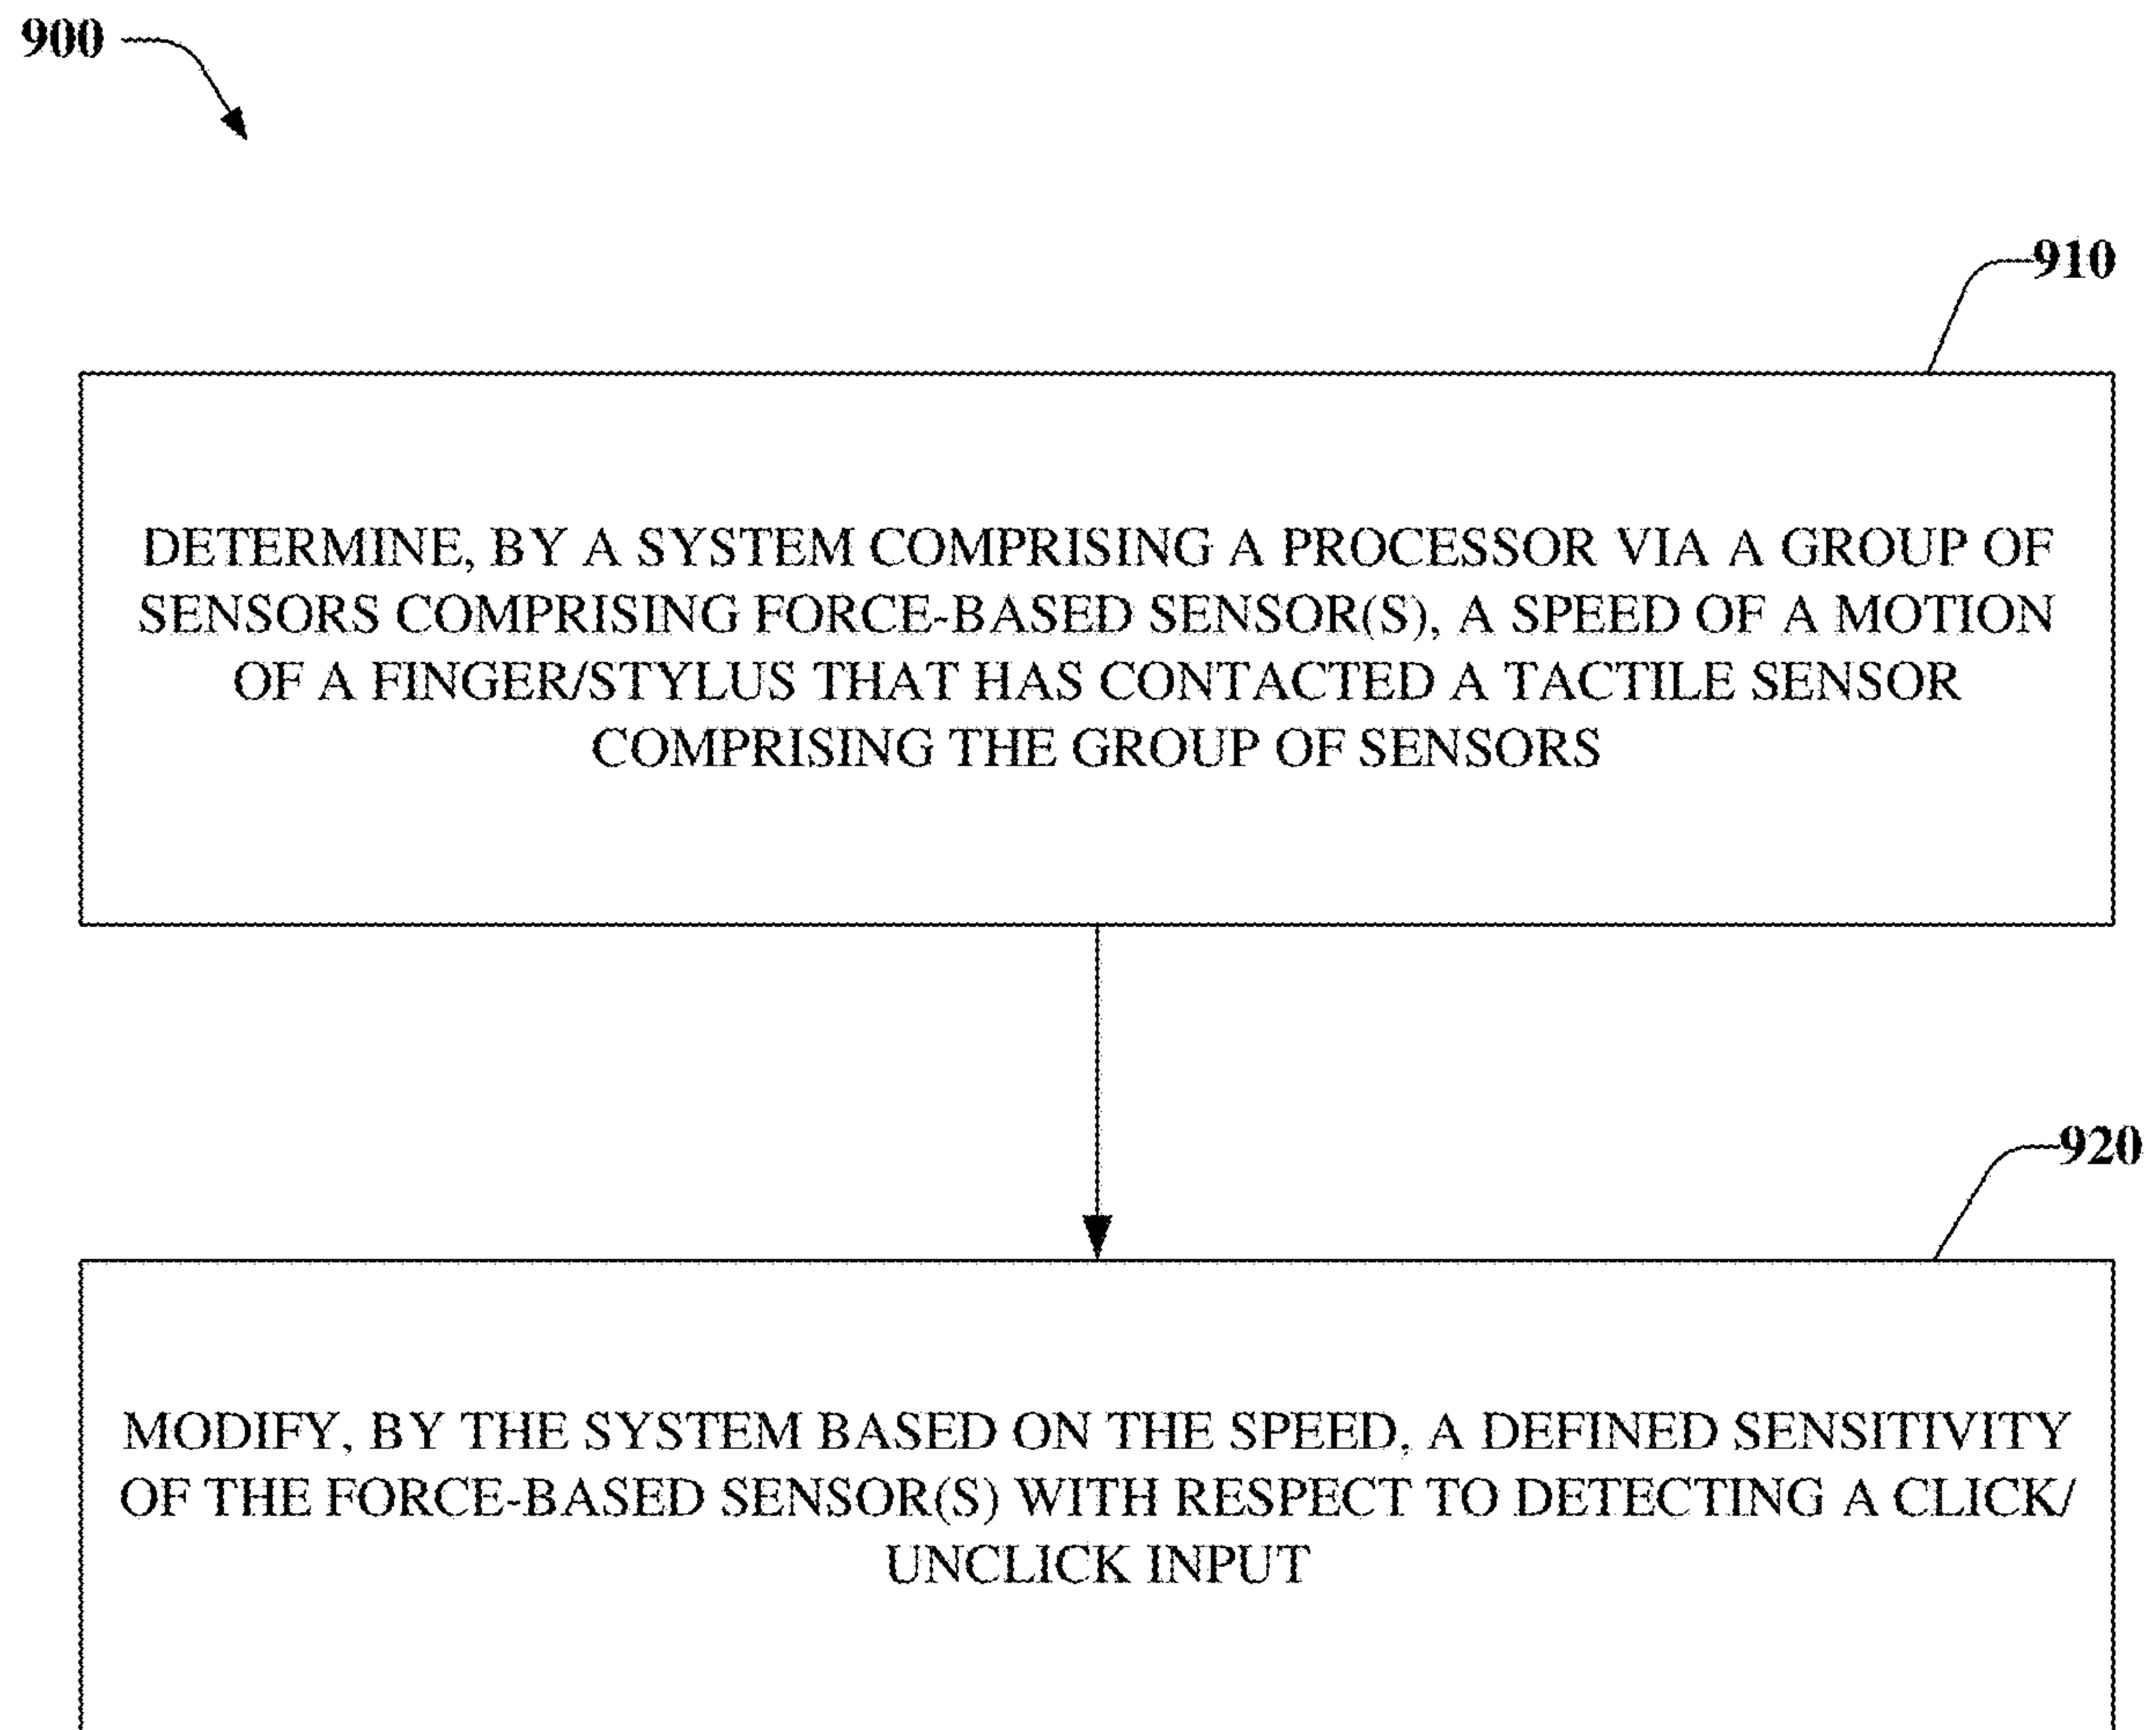 900
910
DETERMINE, BY A SYSTEM COMPRISING A PROCESSOR VIA A GROUP OF
SENSORS COMPRISING FORCE-BASED SENSOR(S), A SPEED OF A MOTION
OF A FINGER/STYLUS THAT HAS CONTACTED A TACTILE SENSOR
COMPRISING THE GROUP OF SENSORS
920
MODIFY, BY THE SYSTEM BASED ON THE SPEED, A DEFINED SENSITIVITY
OF THE FORCE-BASED SENSOR(S) WITH RESPECT TO DETECTING A CLICK/
UNCLICK INPUT